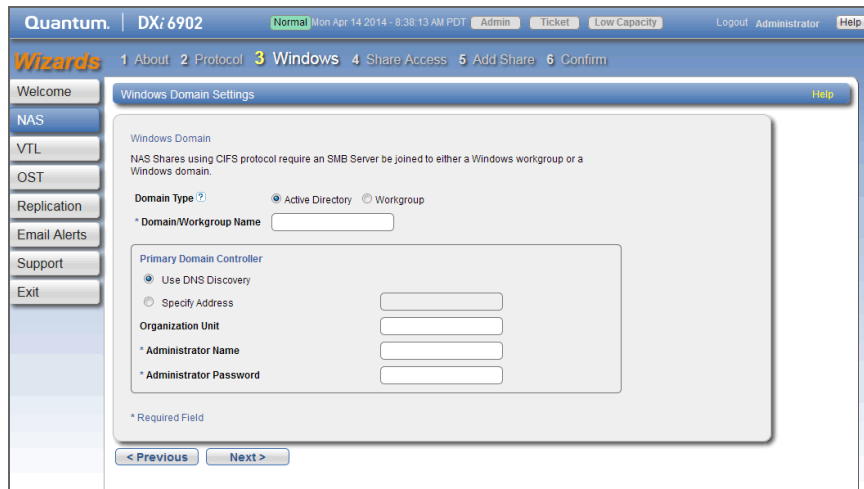 Quantum. DXi 6902 Normal Mon Apr 14 2014 - 8:38:13 AM PDT Admin Ticket Low Capacity Logout Administrator Help
Wizards 1 About 2 Protocol 3 Windows 4 Share Access 5 Add Share 6 Confirm
Welcome
NAS
VTL
OST
Replication
Email Alerts
Support
Exit
Windows Domain Settings Help
Windows Domain
NAS Shares using CIFS protocol require an SMB Server be joined to either a Windows workgroup or a
Windows domain.
Domain Type ? Active Directory Workgroup
* Domain/Workgroup Name
Primary Domain Controller
Use DNS Discovery
Specify Address
Organization Unit
* Administrator Name
* Administrator Password
* Required Field
< Previous Next >